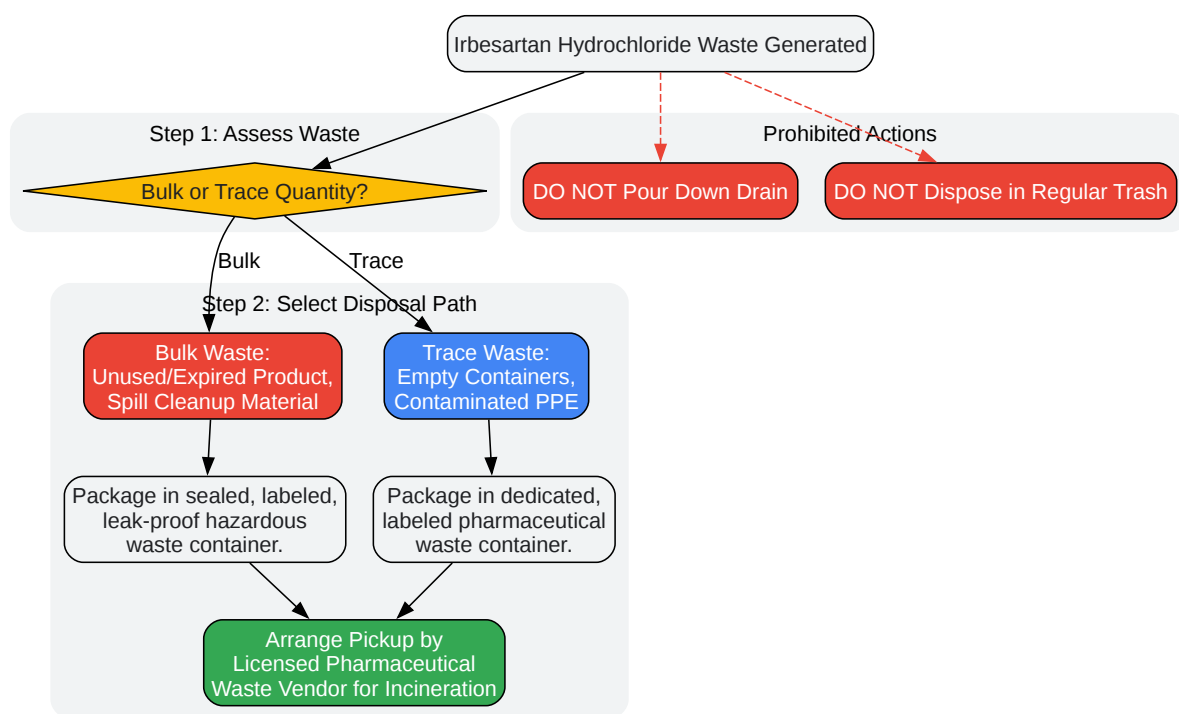 Irbesartan Hydrochloride Waste Generated
Step 1: Assess Waste
Prohibited Actions
Bulk or Trace Quantity?
DO NOT Pour Down Drain
DO NOT Dispose in Regular Trash
Bulk
Trace
Step 2: Select Disposal Path
Bulk Waste:
Unused/Expired Product,
Spill Cleanup Material
Trace Waste:
Empty Containers,
Contaminated PPE
Package in sealed, labeled,
leak-proof hazardous
waste container.
Package in dedicated,
labeled pharmaceutical
waste container.
Arrange Pickup by
Licensed Pharmaceutical
Waste Vendor for Incineration